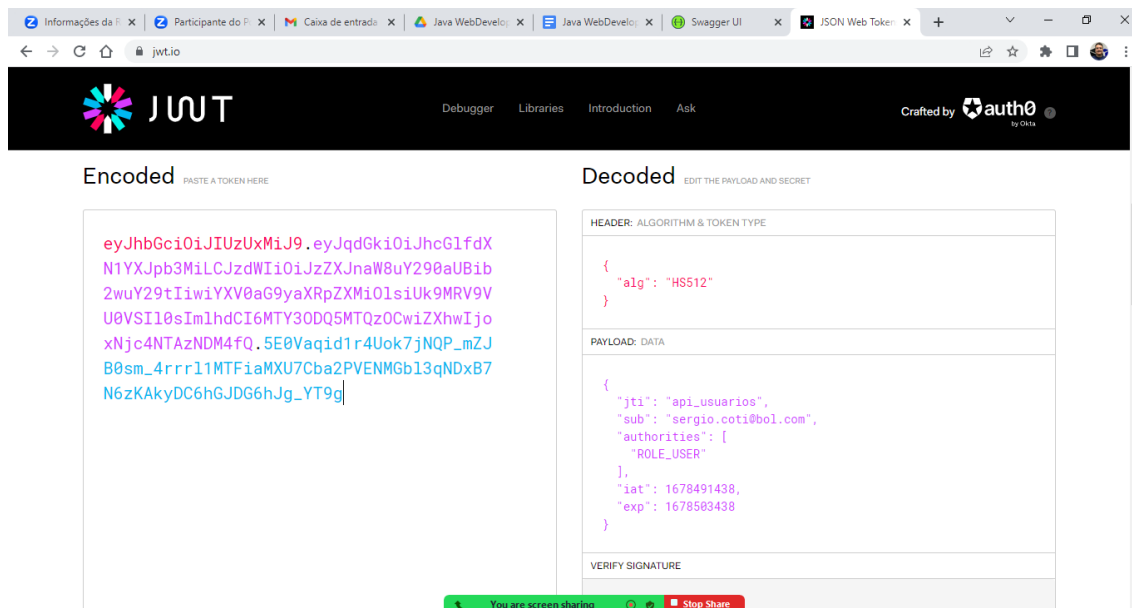 Informações da R
Participante do P
Caixa de entrada
Java WebDevelop
Java WebDevelop
Swagger UI
JSON Web Token
jwt.io
JWT
Debugger
Libraries
Introduction
Ask
Crafted by auth0
by Okta
Encoded PASTE A TOKEN HERE
eyJhbGciOiJIUzUxMiJ9.eyJqdGkiOiJhcGlfdX
N1YXJpb3MiLCJzdWIiOiJzZXJnaW8uY290aUBib
2wuY29tIiwiYXV0aG9yaXRpZXMiOlsiUk9MRV9V
U0VSIl0sImlhdCI6MTY3ODQ5MTQzOCwiZXhwIjo
xNjc4NTAzNDM4fQ.5E0Vaqid1r4Uok7jNQP_mZJ
B0sm_4rrrl1MTFiaMXU7Cba2PVENMGbl3qNDxB7
N6zKAkyDC6hGJDG6hJg_YT9g
Decoded EDIT THE PAYLOAD AND SECRET
HEADER: ALGORITHM & TOKEN TYPE
{
"alg": "HS512"
}
PAYLOAD: DATA
{
"jti": "api_usuarios",
"sub": "sergio.coti@bol.com",
"authorities": [
"ROLE_USER"
],
"iat": 1678491438,
"exp": 1678503438
}
VERIFY SIGNATURE
You are screen sharing
Stop Share